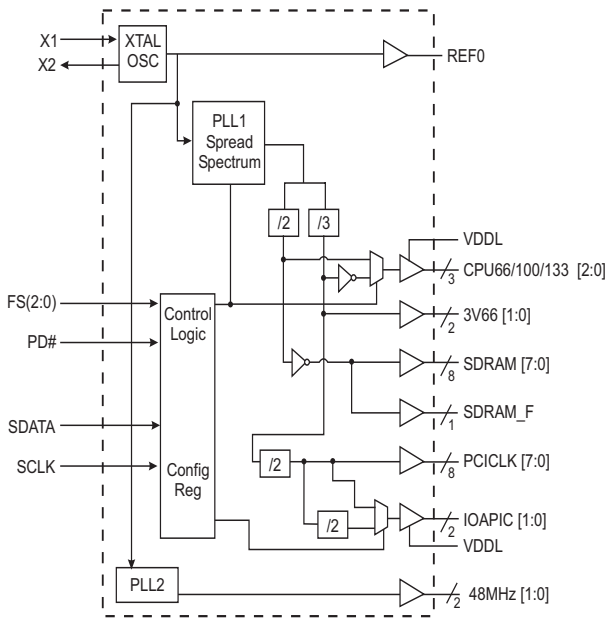 X1
X2
XTAL
OSC
REF0
PLL1
Spread
Spectrum
/2
/3
VDDL
3
CPU66/100/133 [2:0]
FS(2:0)
Control
Logic
2
3V66 [1:0]
PD#
8
SDRAM [7:0]
1
SDRAM_F
SDATA
SCLK
Config
Reg
/2
8
PCICLK [7:0]
/2
2
IOAPIC [1:0]
VDDL
PLL2
2
48MHz [1:0]